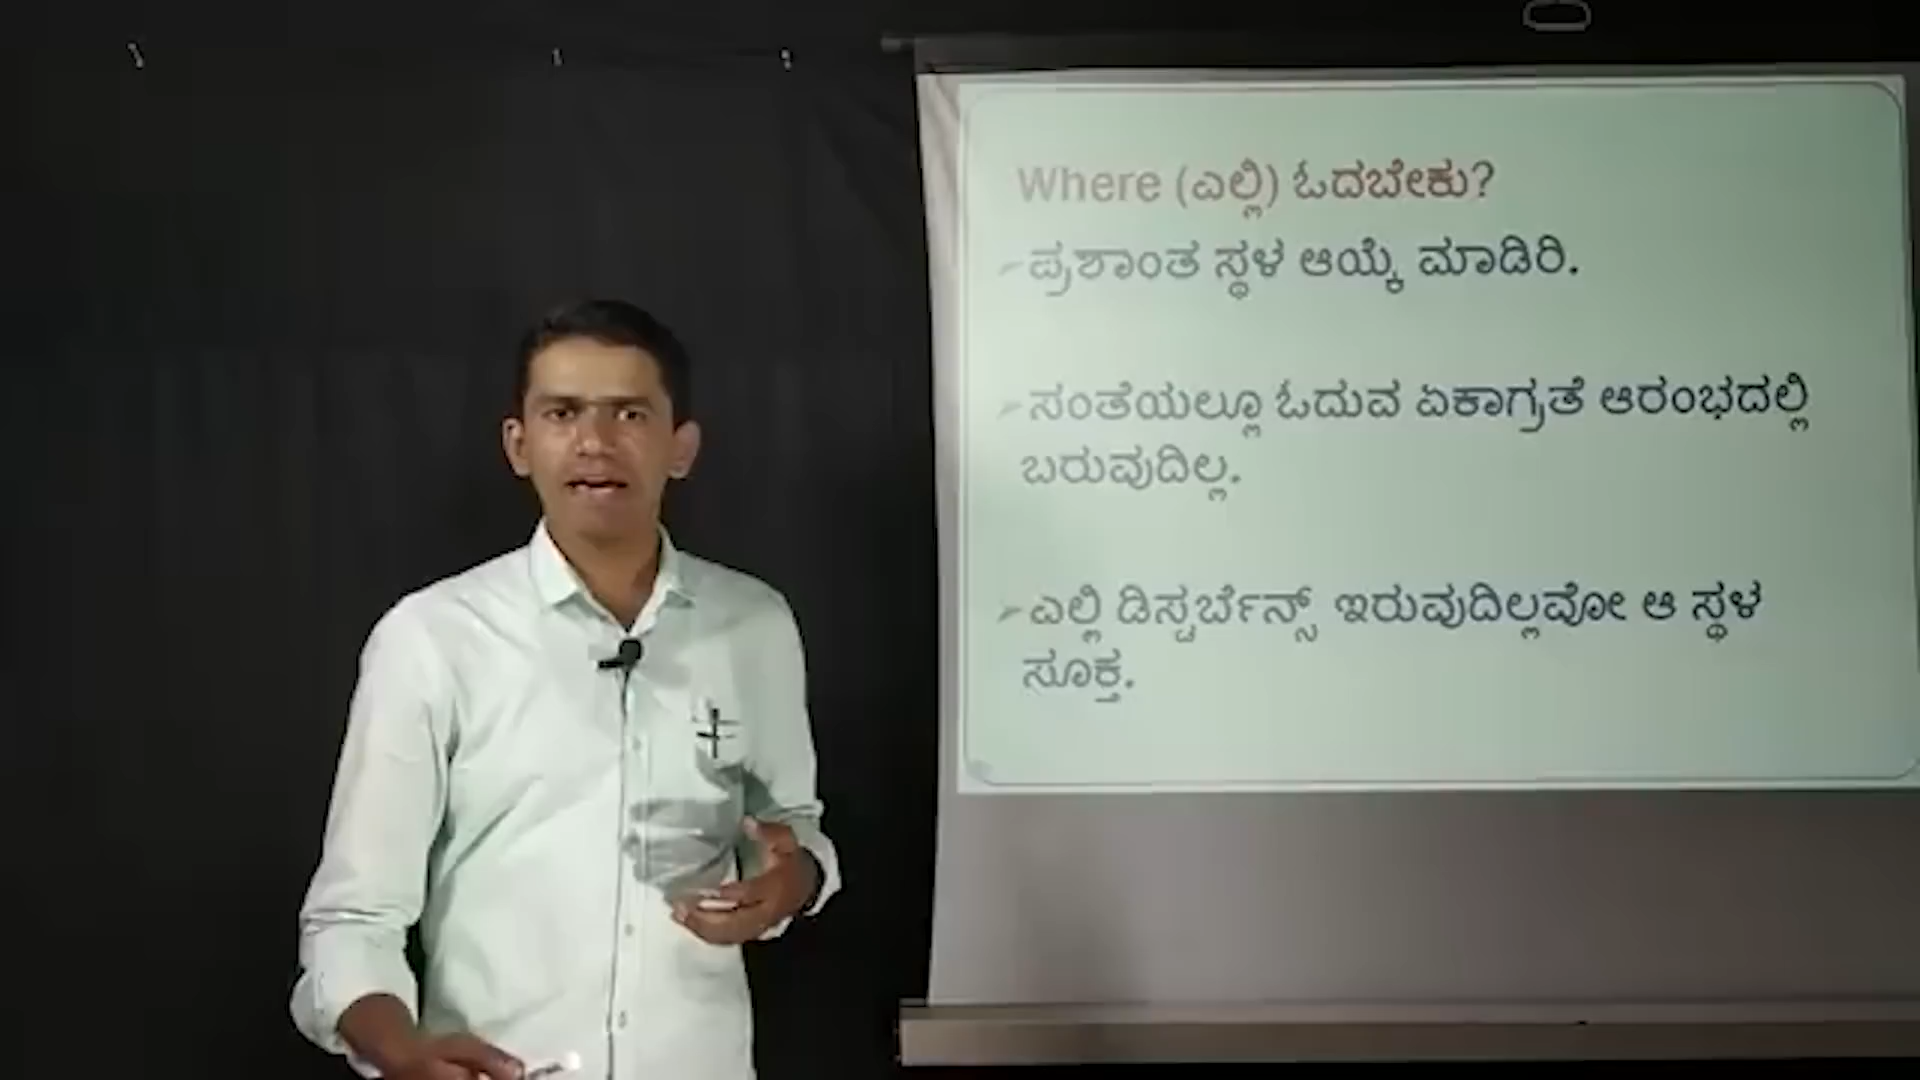 Where (ಎಲ್ಲಿ) ಓದಬೇಕು?
ಪ್ರಶಾಂತ ಸ್ಥಳ ಆಯ್ಕೆ ಮಾಡಿರಿ.
ಸಂತೆಯಲ್ಲೂ ಓದುವ ಏಕಾಗ್ರತೆ ಆರಂಭದಲ್ಲಿ
ಬರುವುದಿಲ್ಲ.
ಎಲ್ಲಿ ಡಿಸ್ಟರ್ಬೆನ್ಸ್ ಇರುವುದಿಲ್ಲವೋ ಆ ಸ್ಥಳ
ಸೂಕ್ತ.